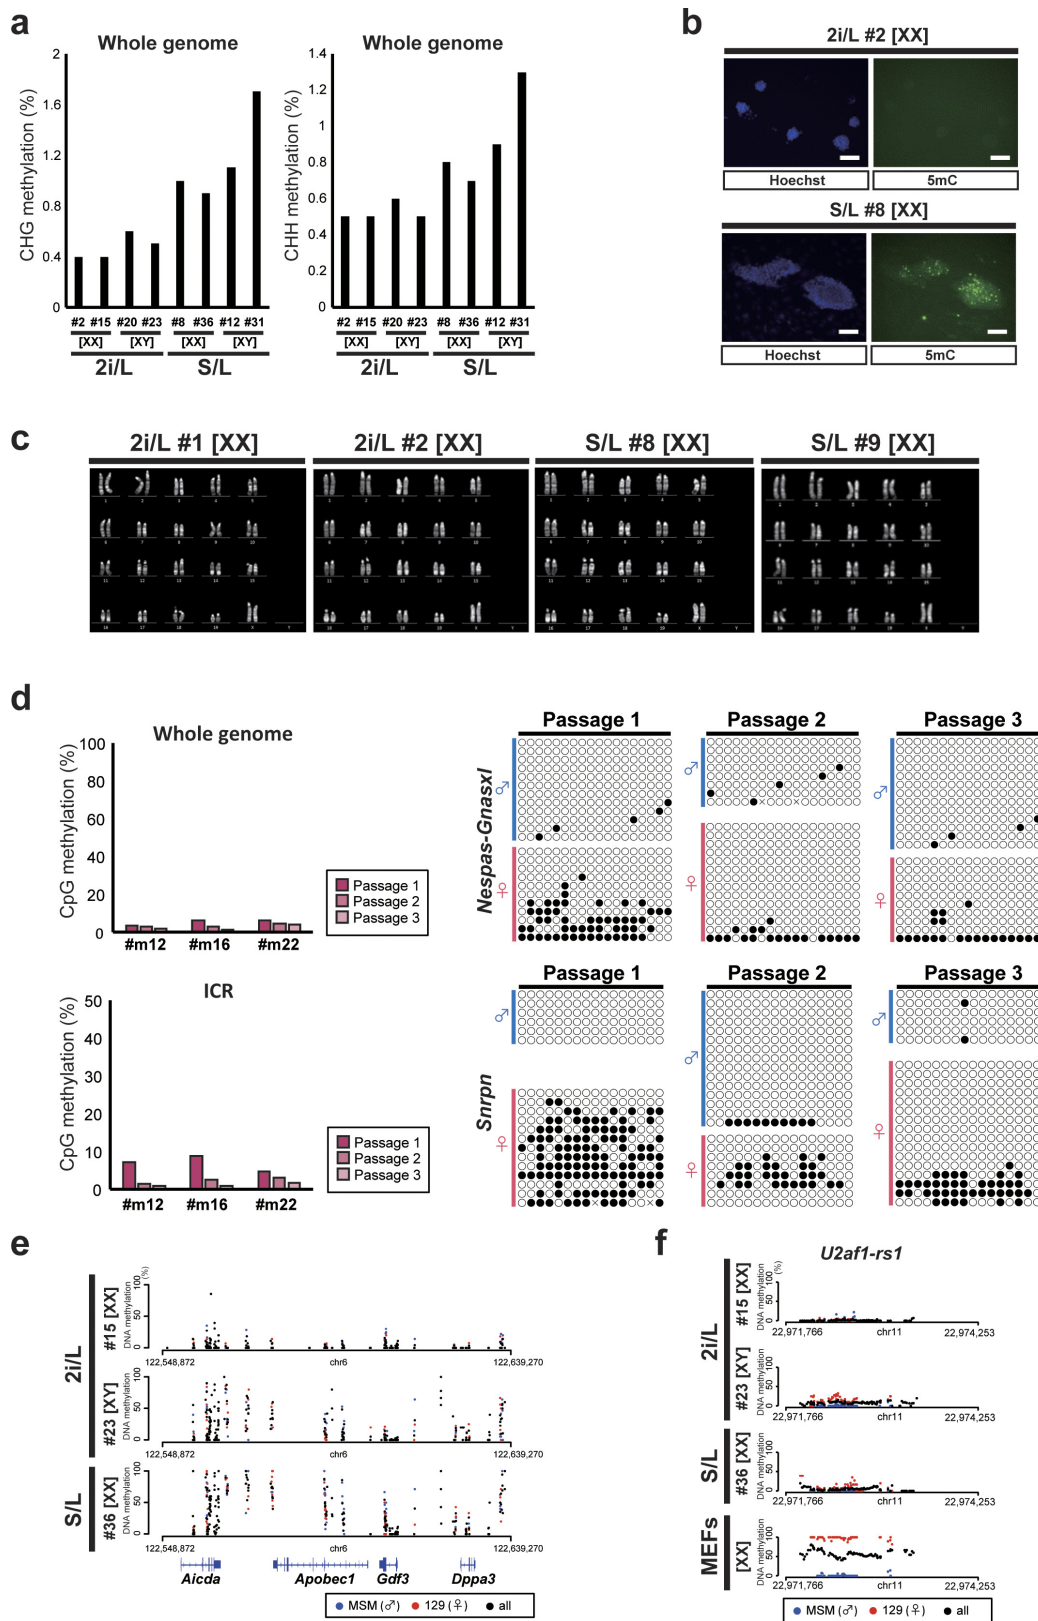 a
Whole genome
CHG methylation (%)
2
1.6
1.2
0.8
0.4
0
#2 #15 #20 #23 #8 #36 #12 #31
[XX] [XY] [XX] [XY]
2i/L S/L
Whole genome
CHH methylation (%)
1.4
1.2
1
0.8
0.6
0.4
0.2
0
#2 #15 #20 #23 #8 #36 #12 #31
[XX] [XY] [XX] [XY]
2i/L S/L
b
2i/L #2 [XX]
Hoechst 5mC
S/L #8 [XX]
Hoechst 5mC
c
2i/L #1 [XX] 2i/L #2 [XX] S/L #8 [XX] S/L #9 [XX]
d
Whole genome
CpG methylation (%)
100
80
60
40
20
0
#m12 #m16 #m22
Passage 1
Passage 2
Passage 3
ICR
CpG methylation (%)
50
40
30
20
10
0
#m12 #m16 #m22
Passage 1
Passage 2
Passage 3
Passage 1 Passage 2 Passage 3
Nespas-Gnasxl
♂ ♂ ♂
♀ ♀ ♀
Passage 1 Passage 2 Passage 3
Snrpn
♂ ♂ ♂
♀ ♀ ♀
e
2i/L
#15 [XX]
DNA methylation (%)
100
50
0
122,548,872 chr6 122,639,270
#23 [XY]
DNA methylation
100
50
0
122,548,872 chr6 122,639,270
S/L
#36 [XX]
DNA methylation
100
50
0
122,548,872 chr6 122,639,270
Aicda Apobec1 Gdf3 Dppa3
MSM (♂) 129 (♀) all
f
U2af1-rs1
2i/L
#15 [XX]
DNA methylation (%)
100
50
0
22,971,766 chr11 22,974,253
#23 [XY]
DNA methylation
100
50
0
22,971,766 chr11 22,974,253
S/L
#36 [XX]
DNA methylation
100
50
0
22,971,766 chr11 22,974,253
MEFs
[XX]
DNA methylation
100
50
0
22,971,766 chr11 22,974,253
MSM (♂) 129 (♀) all